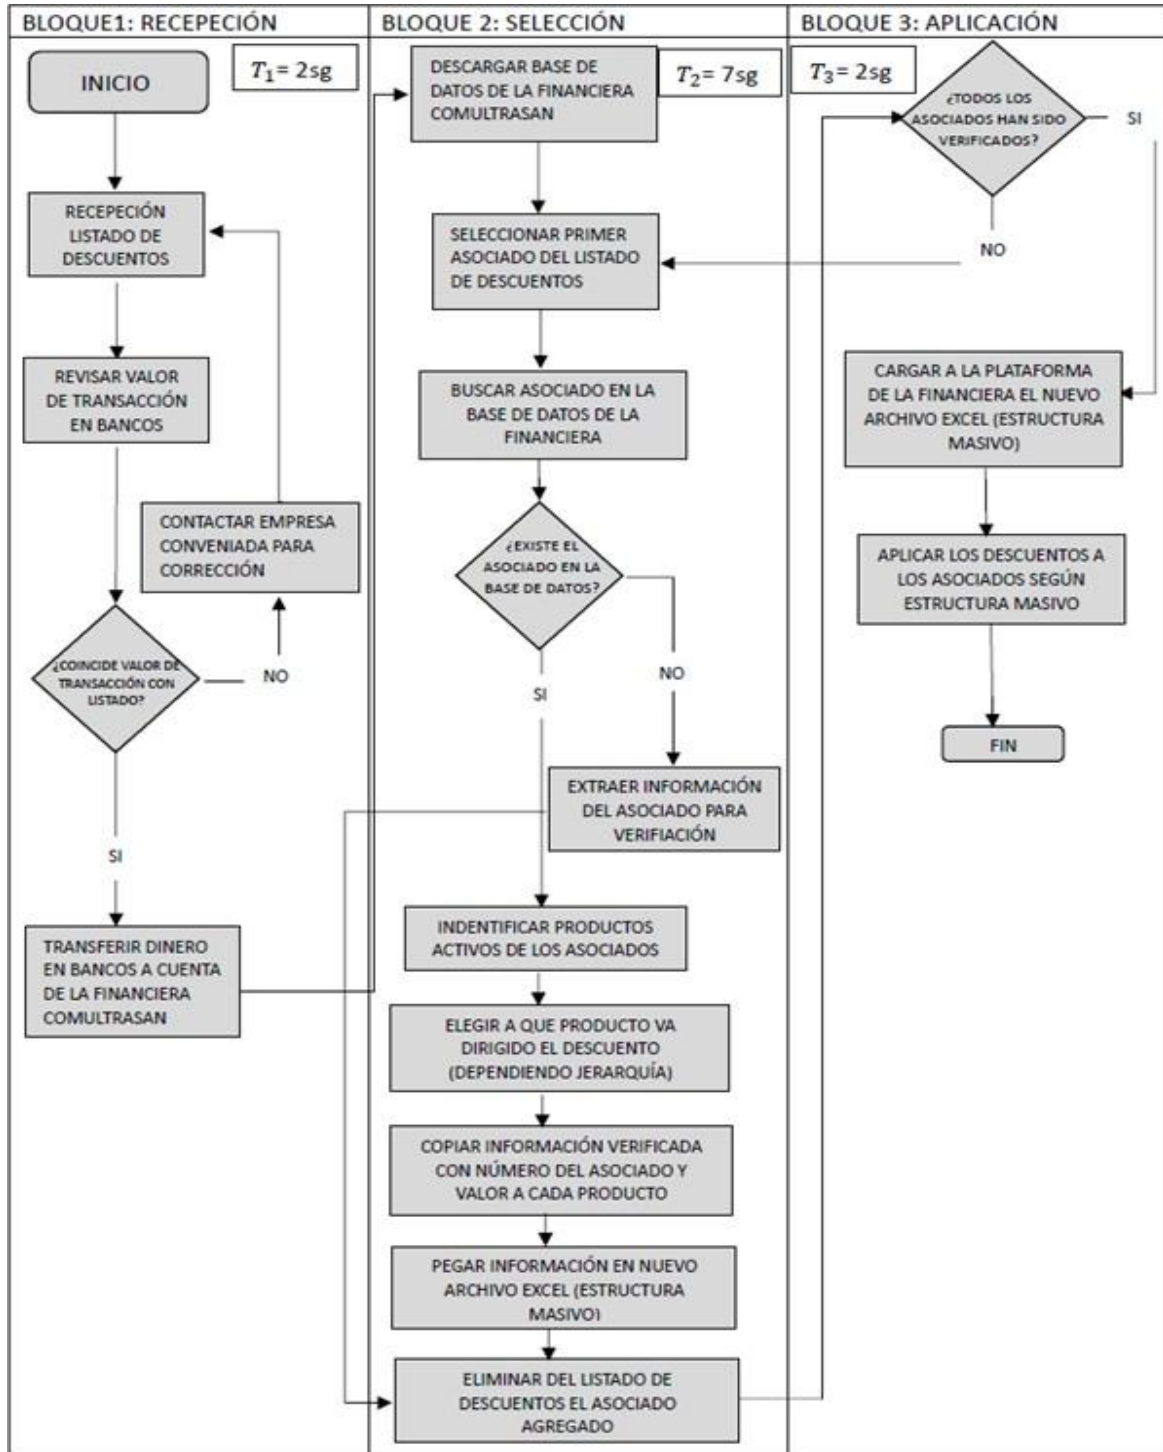 BLOQUE1: RECEPECIÓN
INICIO
T₁= 2sg
RECEPECIÓN
LISTADO DE
DESCUENTOS
REVISAR VALOR
DE TRANSACCIÓN
EN BANCOS
CONTACTAR EMPRESA
CONVENIADA PARA
CORRECCIÓN
¿COINCIDE VALOR DE
TRANSACCIÓN CON
LISTADO?
NO
SI
TRANSFERIR DINERO
EN BANCOS A CUENTA
DE LA FINANCIERA
COMULTRASAN
BLOQUE 2: SELECCIÓN
DESCARGAR BASE DE
DATOS DE LA FINANCIERA
COMULTRASAN
T₂= 7sg
SELECCIONAR PRIMER
ASOCIADO DEL LISTADO
DE DESCUENTOS
BUSCAR ASOCIADO EN LA
BASE DE DATOS DE LA
FINANCIERA
¿EXISTE EL
ASOCIADO EN LA
BASE DE DATOS?
NO
SI
EXTRAER INFORMACIÓN
DEL ASOCIADO PARA
VERIFIACIÓN
INDENTIFICAR PRODUCTOS
ACTIVOS DE LOS ASOCIADOS
ELEGIR A QUE PRODUCTO VA
DIRIGIDO EL DESCUENTO
(DEPENDIENDO JERARQUÍA)
COPIAR INFORMACIÓN VERIFICADA
CON NÚMERO DEL ASOCIADO Y
VALOR A CADA PRODUCTO
PEGAR INFORMACIÓN EN NUEVO
ARCHIVO EXCEL (ESTRUCTURA
MASIVO)
ELIMINAR DEL LISTADO DE
DESCUENTOS EL ASOCIADO
AGREGADO
BLOQUE 3: APLICACIÓN
T₃= 2sg
¿TODOS LOS
ASOCIADOS HAN SIDO
VERIFICADOS?
SI
NO
CARGAR A LA PLATAFORMA
DE LA FINANCIERA EL NUEVO
ARCHIVO EXCEL (ESTRUCTURA
MASIVO)
APLICAR LOS DESCUENTOS A
LOS ASOCIADOS SEGÚN
ESTRUCTURA MASIVO
FIN